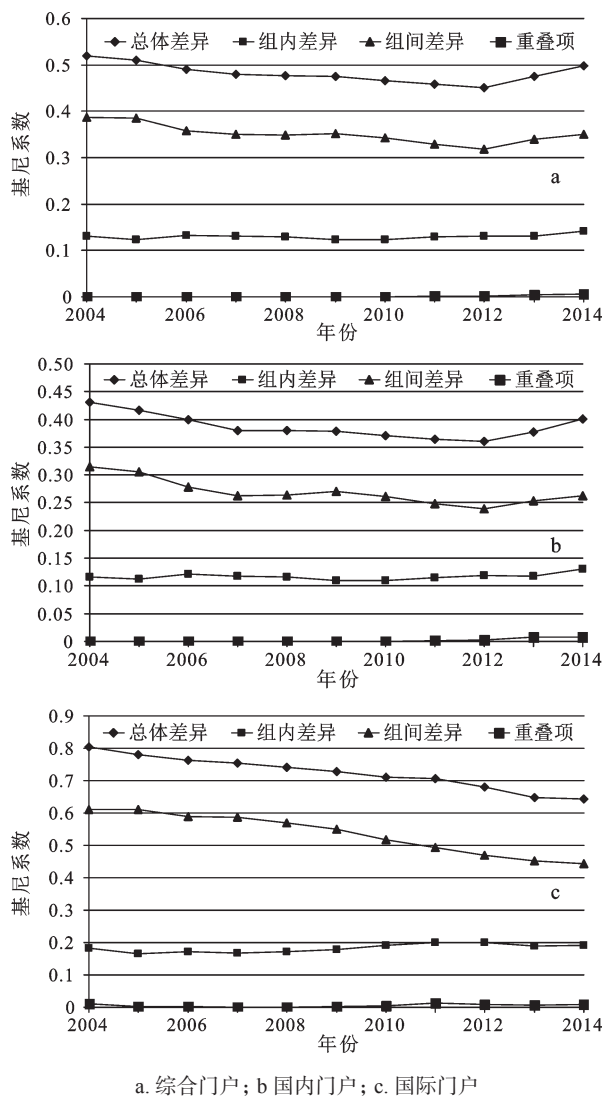 0.6
总体差异 组内差异 组间差异 重叠项
0.5
0.4
0.3
0.2
0.1
0
基尼系数
a
2004 2006 2008 2010 2012 2014
年份
0.50
总体差异 组内差异 组间差异 重叠项
0.45
0.40
0.35
0.30
0.25
0.20
0.15
0.10
0.05
0
基尼系数
b
2004 2006 2008 2010 2012 2014
年份
0.9
总体差异 组内差异 组间差异 重叠项
0.8
0.7
0.6
0.5
0.4
0.3
0.2
0.1
0
基尼系数
c
2004 2006 2008 2010 2012 2014
年份
a. 综合门户；b 国内门户；c. 国际门户